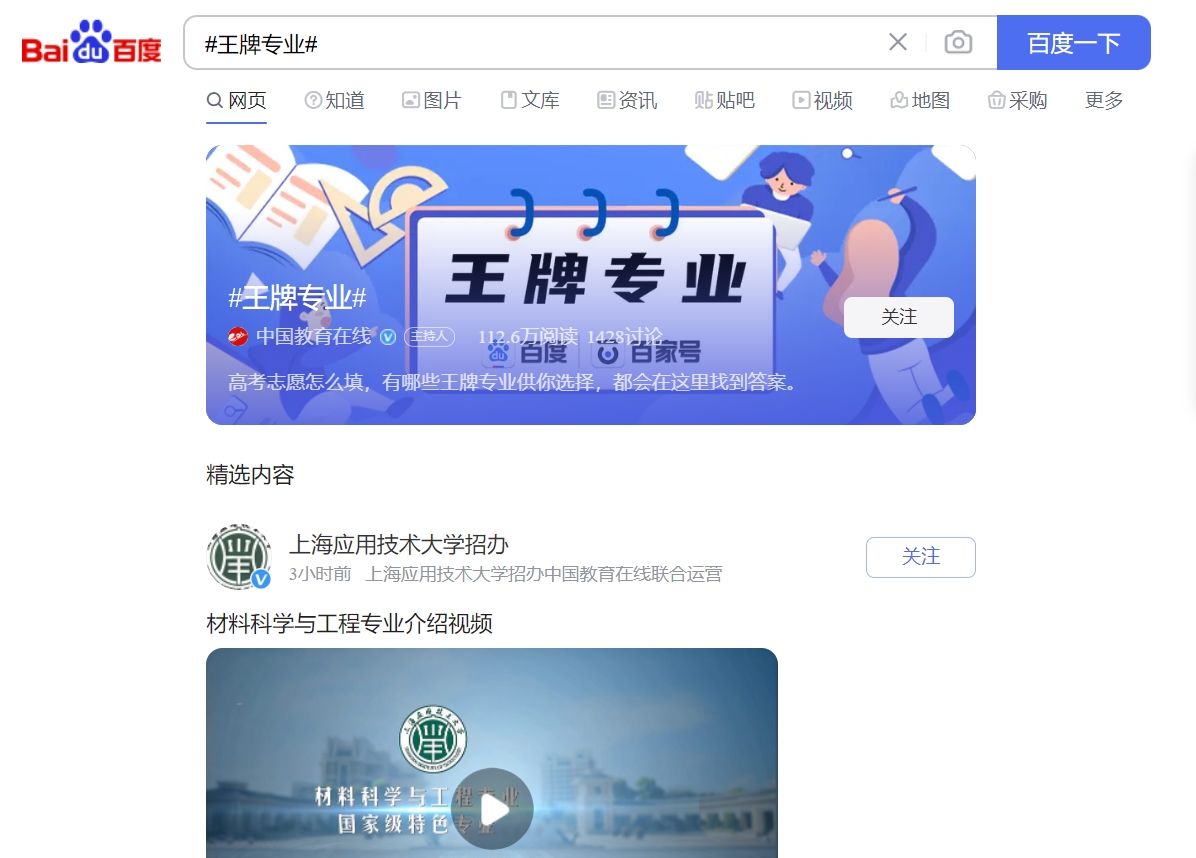 Bai du 百度
#王牌专业#
百度一下
网页 知道 图片 文库 资讯 贴吧 视频 地图 采购 更多
王牌专业
#王牌专业#
中国教育在线 主持人 112.6万阅读 1428讨论
百度 百家号
高考志愿怎么填，有哪些王牌专业供你选择，都会在这里找到答案。
关注
精选内容
上海应用技术大学招办
3小时前 上海应用技术大学招办中国教育在线联合运营
关注
材料科学与工程专业介绍视频
上海应用技术大学
材料科学与工程专业
国家级特色专业